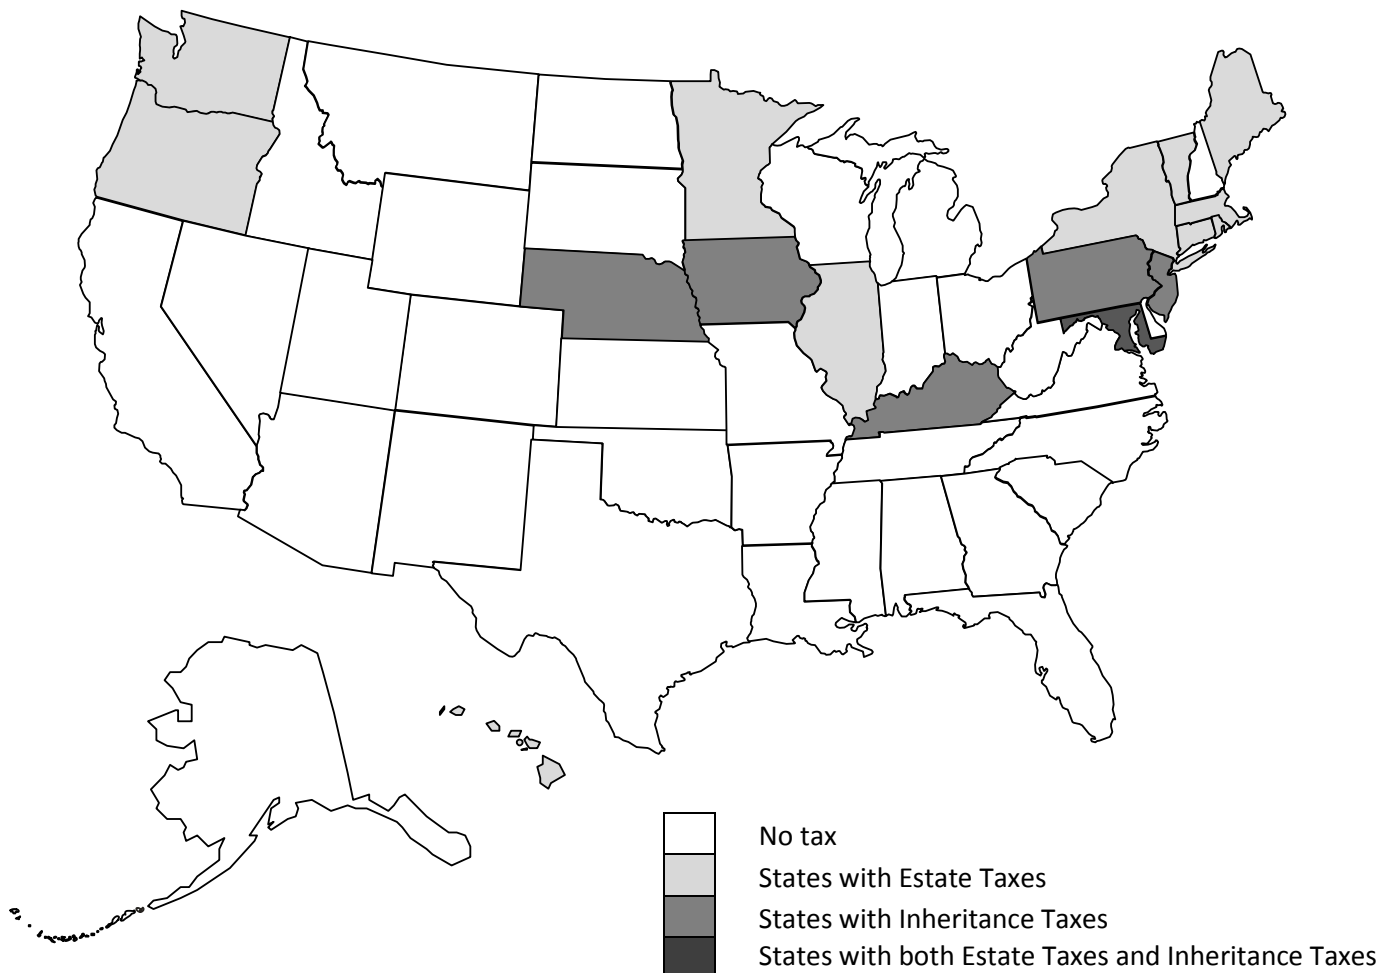 No tax
States with Estate Taxes
States with Inheritance Taxes
States with both Estate Taxes and Inheritance Taxes